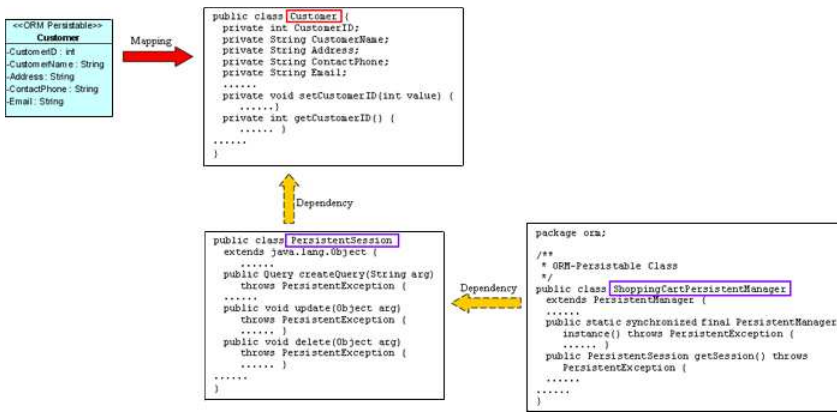 <<ORM Persistable>>
Customer
-CustomerID : int
-CustomerName : String
-Address : String
-ContactPhone : String
-Email : String
Mapping
public class Customer {
private int CustomerID;
private String CustomerName;
private String Address;
private String ContactPhone;
private String Email;
......
private void setCustomerID(int value) {
......}
private int getCustomerID() {
...... }
......
}
Dependency
public class PersistentSession
extends java.lang.Object {
......
public Query createQuery(String arg)
throws PersistentException {
......
public void update(Object arg)
throws PersistentException {
...... }
public void delete(Object arg)
throws PersistentException {
...... }
......
}
Dependency
package orm;
/**
* ORM-Persistable Class
*/
public class ShoppingCartPersistentManager
extends PersistentManager {
......
public static synchronized final PersistentManager
instance() throws PersistentException {
...... }
public PersistentSession getSession() throws
PersistentException {
......
......
}